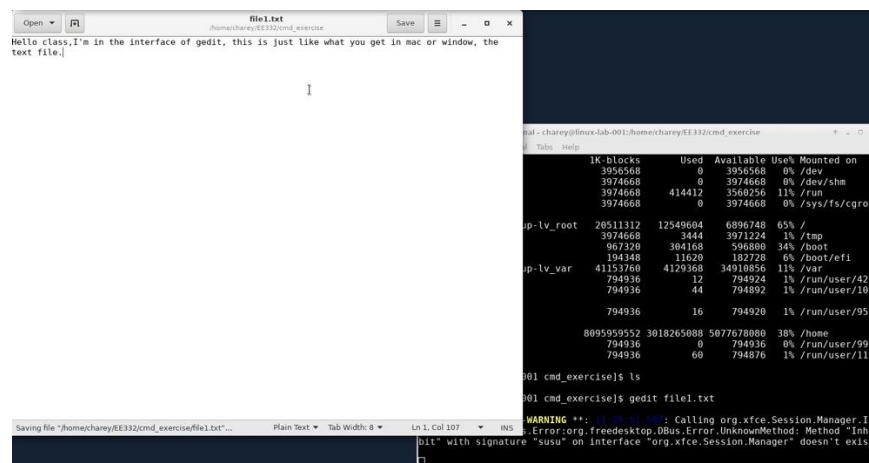 Open
file1.txt
/home/charey/EE332/cmd_exercise
Save
Hello class,I'm in the interface of gedit, this is just like what you get in mac or window, the
text file.
Saving file "/home/charey/EE332/cmd_exercise/file1.txt"...
Plain Text
Tab Width: 8
Ln 1, Col 107
INS
nal - charey@linux-lab-001:/home/charey/EE332/cmd_exercise
Tabs Help
1K-blocks Used Available Use% Mounted on
3956568 0 3956568 0% /dev
3974668 0 3974668 0% /dev/shm
3974668 414412 3560256 11% /run
3974668 0 3974668 0% /sys/fs/cgro
up-lv_root 20511312 12549604 6896748 65% /
3974668 3444 3971224 1% /tmp
967320 304168 596800 34% /boot
194348 11620 182728 6% /boot/efi
up-lv_var 41153760 4129368 34910856 11% /var
794936 12 794924 1% /run/user/42
794936 44 794892 1% /run/user/10
794936 16 794920 1% /run/user/95
8095959552 3018265088 5077678080 38% /home
794936 0 794936 0% /run/user/99
794936 60 794876 1% /run/user/11
001 cmd_exercise]$ ls
001 cmd_exercise]$ gedit file1.txt
-WARNING **: : Calling org.xfce.Session.Manager.I
s.Error:org.freedesktop.DBus.Error.UnknownMethod: Method "Inh
bit" with signature "susu" on interface "org.xfce.Session.Manager" doesn't exis